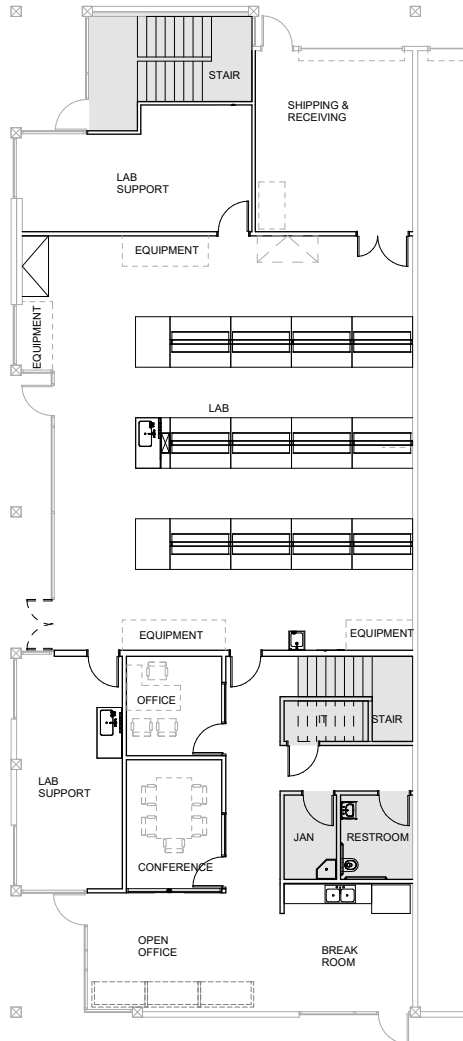 STAIR
SHIPPING &
RECEIVING
LAB
SUPPORT
EQUIPMENT
EQUIPMENT
LAB
EQUIPMENT
EQUIPMENT
OFFICE
IT
STAIR
LAB
SUPPORT
JAN
RESTROOM
CONFERENCE
OPEN
OFFICE
BREAK
ROOM